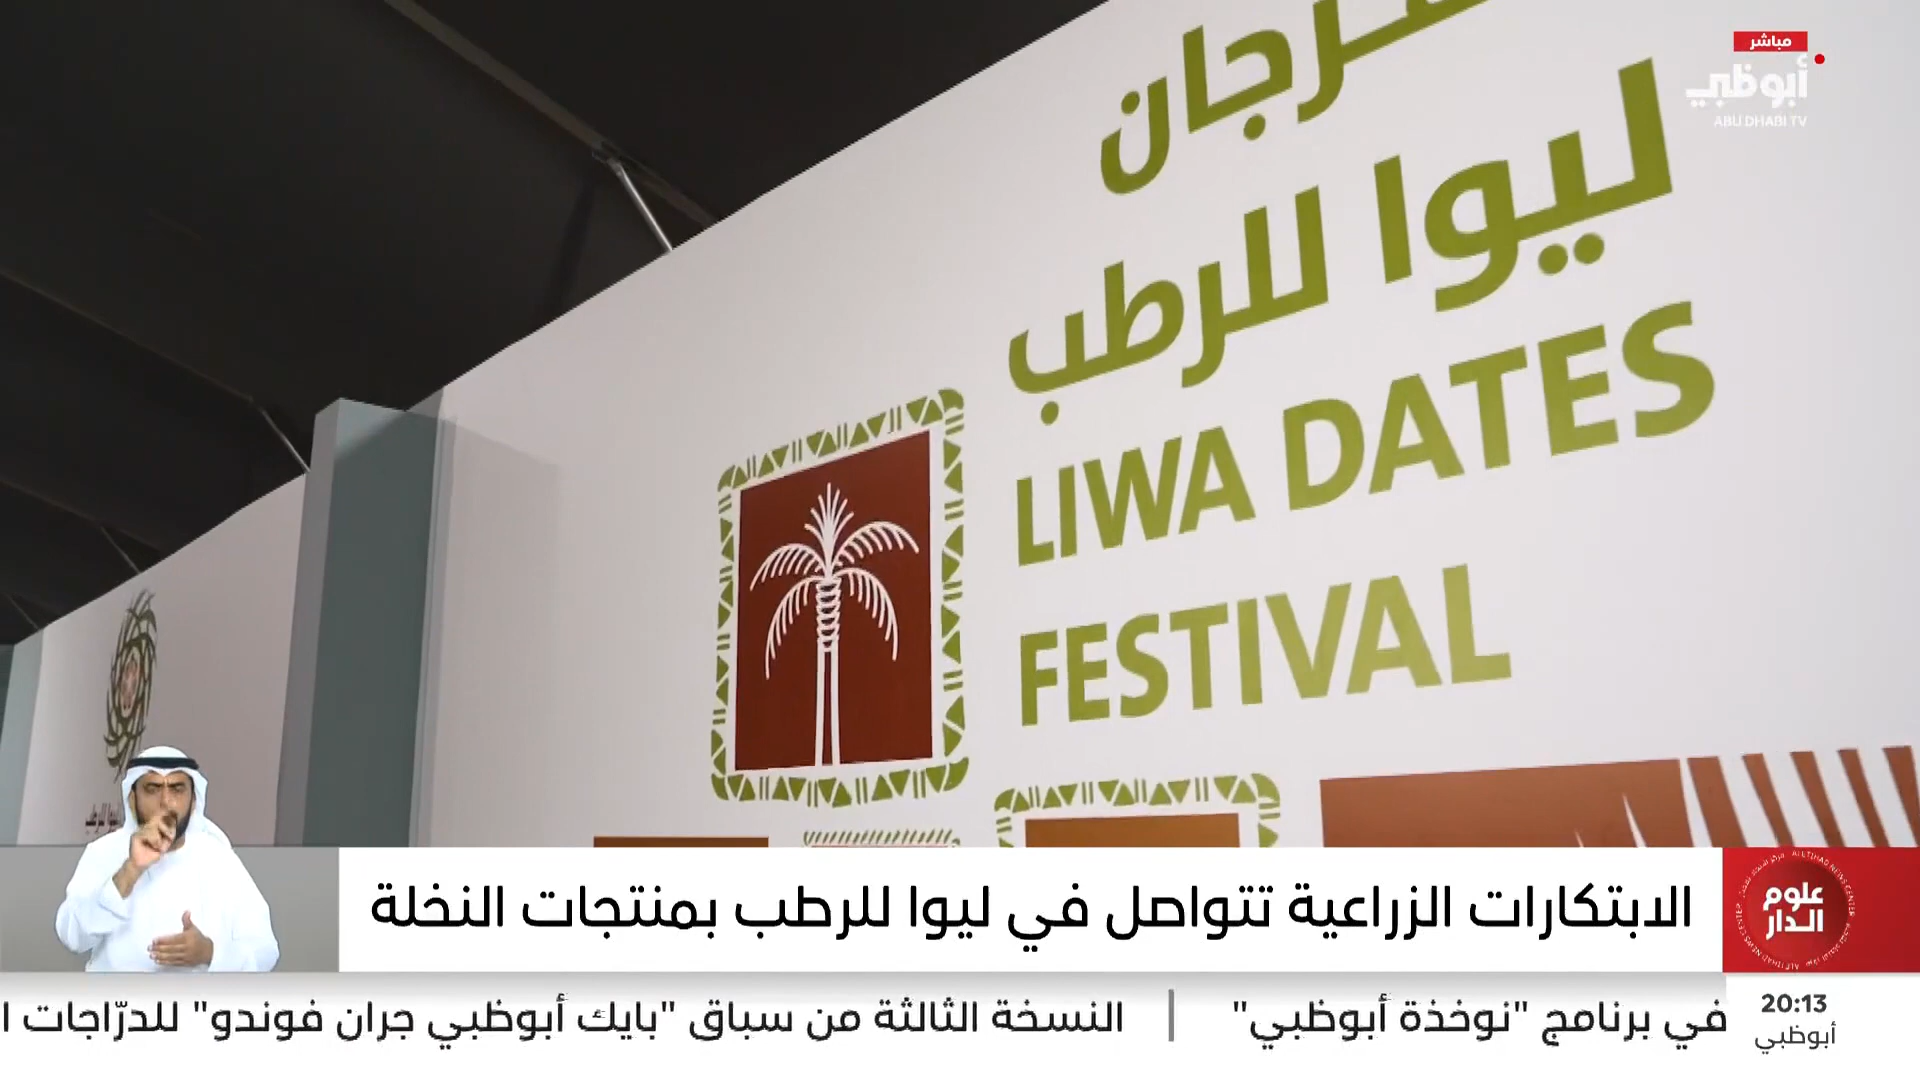 مباشر
أبوظبي
ABU DHABI TV
ليوا للرطب
LIWA DATES
FESTIVAL
الابتكارات الزراعية تتواصل في ليوا للرطب بمنتجات النخلة
علوم
الدار
في برنامج "نوخذة أبوظبي" | النسخة الثالثة من سباق "بايك أبوظبي جران فوندو" للدرّاجات
20:13
أبوظبي